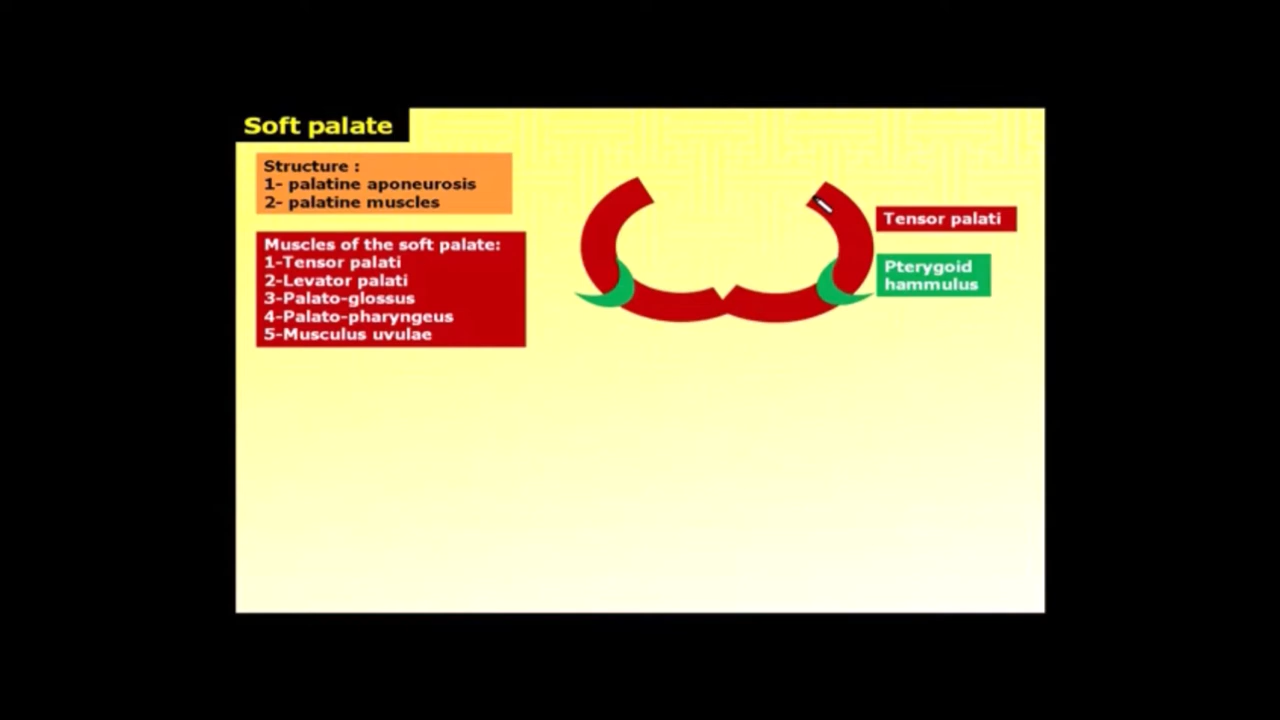 Soft palate
Structure :
1- palatine aponeurosis
2- palatine muscles
Muscles of the soft palate:
1-Tensor palati
2-Levator palati
3-Palato-glossus
4-Palato-pharyngeus
5-Musculus uvulae
Tensor palati
Pterygoid
hammulus